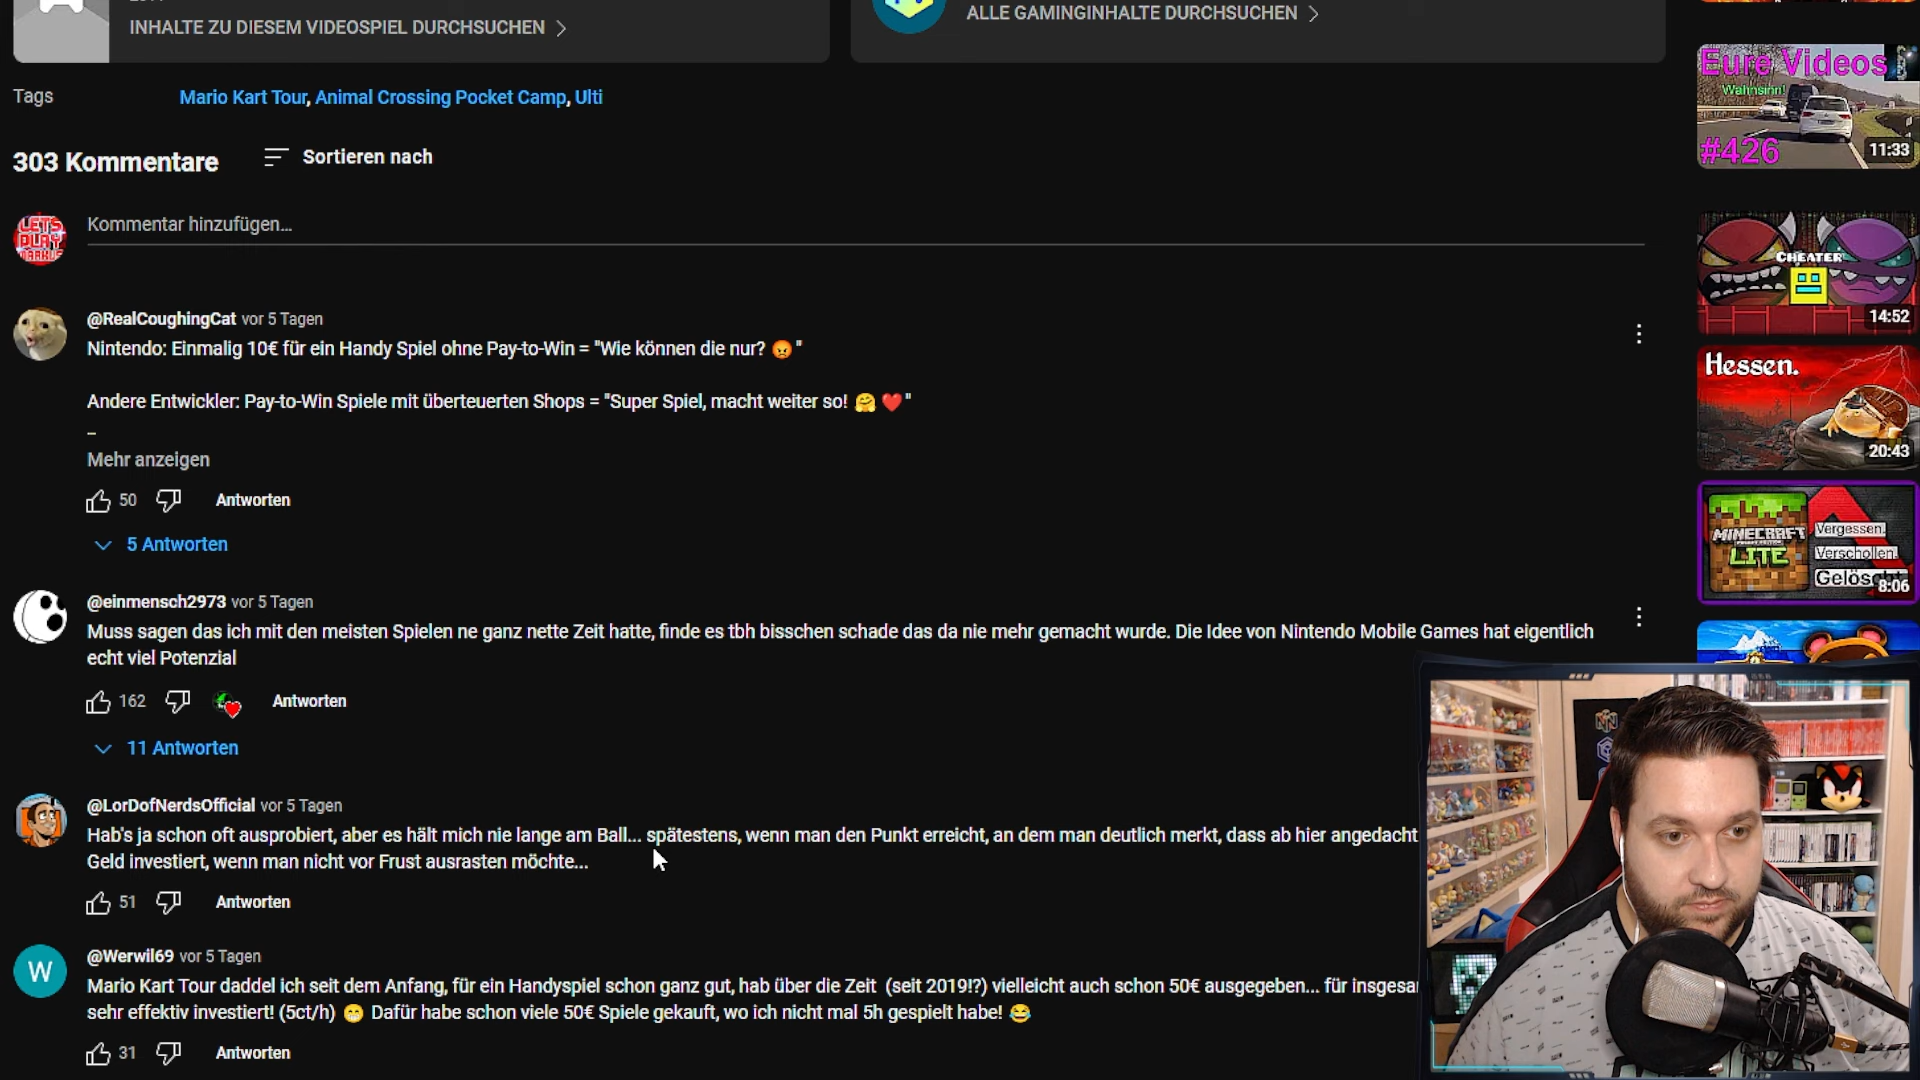 INHALTE ZU DIESEM VIDEOSPIEL DURCHSUCHEN
ALLE GAMINGINHALTE DURCHSUCHEN
Tags
Mario Kart Tour, Animal Crossing Pocket Camp, Ulti
303 Kommentare
Sortieren nach
LETS PLAY MARKUS
Kommentar hinzufügen...
@RealCoughingCat vor 5 Tagen
Nintendo: Einmalig 10€ für ein Handy Spiel ohne Pay-to-Win = "Wie können die nur? 😡"
Andere Entwickler: Pay-to-Win Spiele mit überteuerten Shops = "Super Spiel, macht weiter so! 🤗 ❤️"
–
Mehr anzeigen
50
Antworten
5 Antworten
@einmensch2973 vor 5 Tagen
Muss sagen das ich mit den meisten Spielen ne ganz nette Zeit hatte, finde es tbh bisschen schade das da nie mehr gemacht wurde. Die Idee von Nintendo Mobile Games hat eigentlich
echt viel Potenzial
162
Antworten
11 Antworten
@LorDofNerdsOfficial vor 5 Tagen
Hab's ja schon oft ausprobiert, aber es hält mich nie lange am Ball... spätestens, wenn man den Punkt erreicht, an dem man deutlich merkt, dass ab hier angedacht
Geld investiert, wenn man nicht vor Frust ausrasten möchte...
51
Antworten
W
@Werwil69 vor 5 Tagen
Mario Kart Tour daddel ich seit dem Anfang, für ein Handyspiel schon ganz gut, hab über die Zeit (seit 2019!?) vielleicht auch schon 50€ ausgegeben... für insgesa
sehr effektiv investiert! (5ct/h) 😁 Dafür habe schon viele 50€ Spiele gekauft, wo ich nicht mal 5h gespielt habe! 😂
31
Antworten
Eure Videos
Wahnsinn!
#426
11:33
CHEATER
14:52
Hessen.
20:43
MINECRAFT
LITE
Vergessen.
Verschollen.
Gelösch
8:06